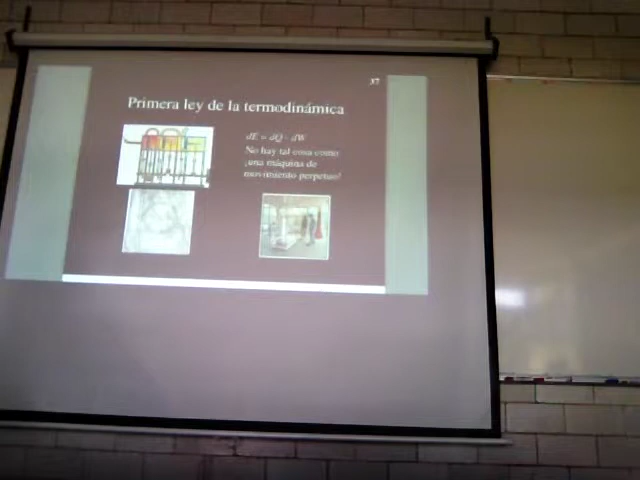 37
Primera ley de la termodinámica
dE = dQ - dW
No hay tal cosa como
¡una máquina de
movimiento perpetuo!